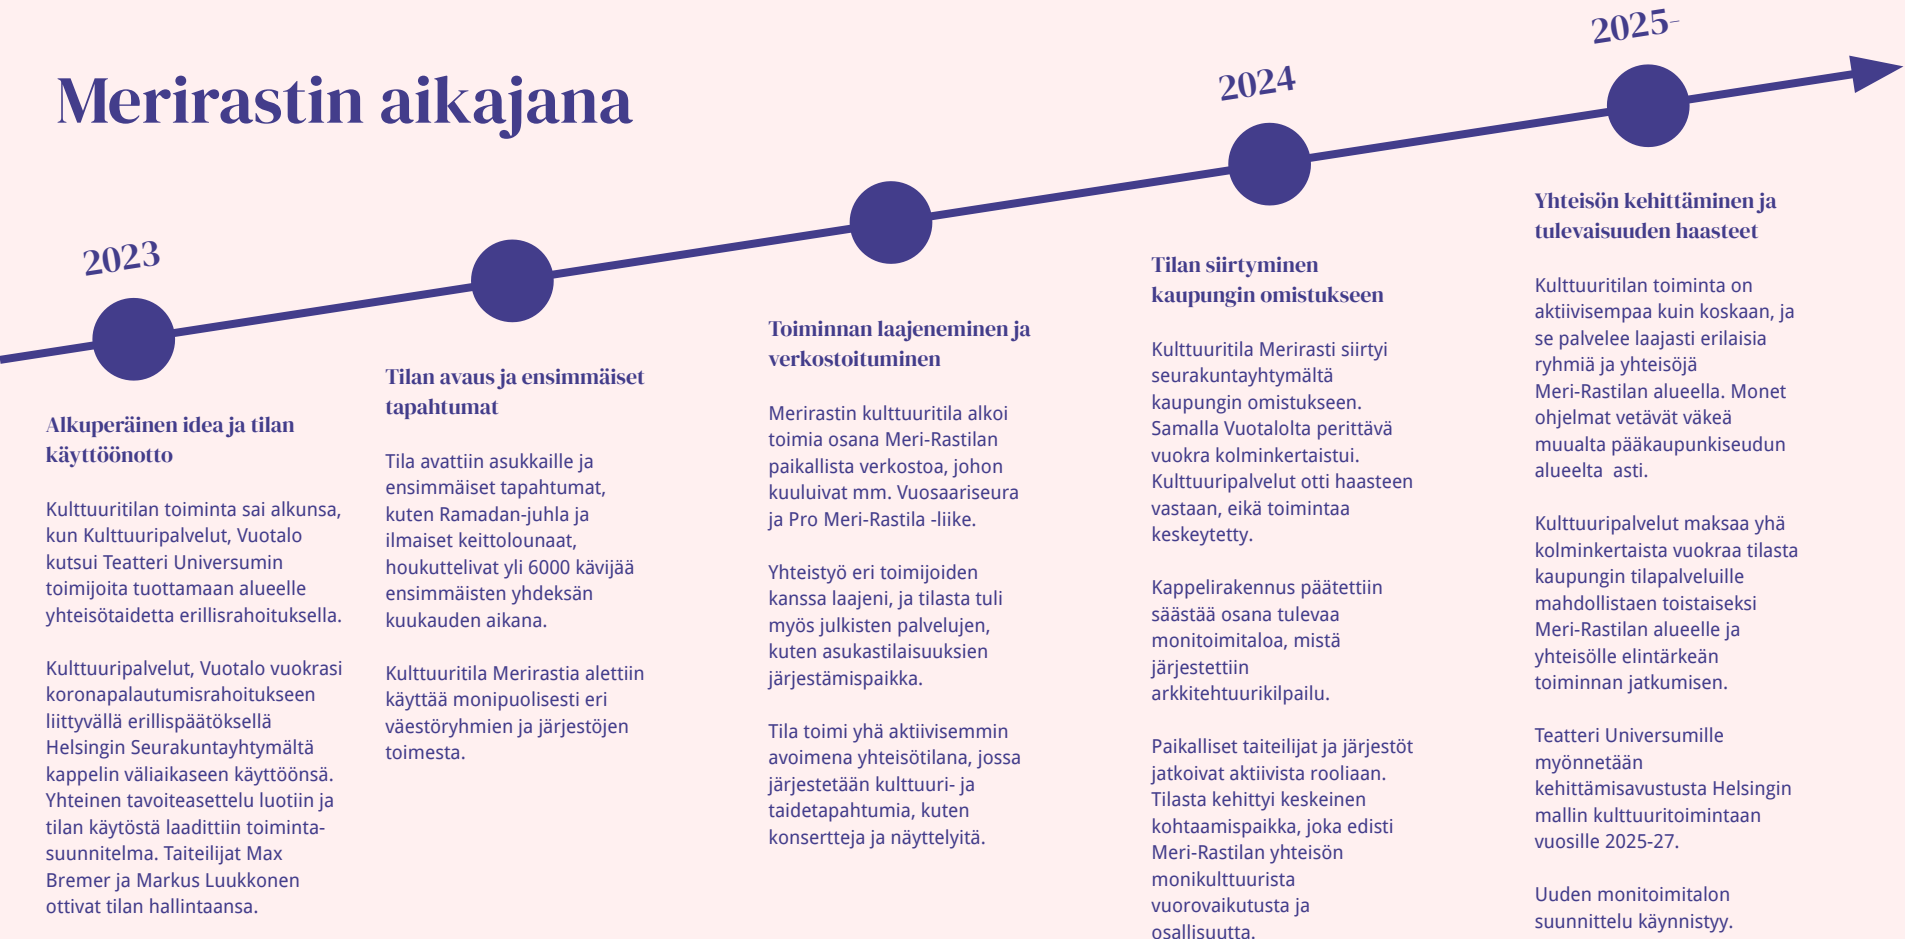 Merirastin aikajana
2023
Alkuperäinen idea ja tilan
käyttöönotto
Kulttuuritilan toiminta sai alkunsa,
kun Kulttuuripalvelut, Vuotalo
kutsui Teatteri Universumin
toimijoita tuottamaan alueelle
yhteisötaidetta erillisrahoituksella.
Kulttuuripalvelut, Vuotalo vuokrasi
koronapalautumisrahoitukseen
liittyvällä erillispäätöksellä
Helsingin Seurakuntayhtymältä
kappelin väliaikaseen käyttöönsä.
Yhteinen tavoiteasettelu luotiin ja
tilan käytöstä laadittiin toiminta-
suunnitelma. Taiteilijat Max
Bremer ja Markus Luukkonen
ottivat tilan hallintaansa.
Tilan avaus ja ensimmäiset
tapahtumat
Tila avattiin asukkaille ja
ensimmäiset tapahtumat,
kuten Ramadan-juhla ja
ilmaiset keittolounaat,
houkuttelivat yli 6000 kävijää
ensimmäisten yhdeksän
kuukauden aikana.
Kulttuuritila Merirastia alettiin
käyttää monipuolisesti eri
väestöryhmien ja järjestöjen
toimesta.
Toiminnan laajeneminen ja
verkostoituminen
Merirastin kulttuuritila alkoi
toimia osana Meri-Rastilan
paikallista verkostoa, johon
kuuluivat mm. Vuosaariseura
ja Pro Meri-Rastila -liike.
Yhteistyö eri toimijoiden
kanssa laajeni, ja tilasta tuli
myös julkisten palvelujen,
kuten asukastilaisuuksien
järjestämispaikka.
Tila toimi yhä aktiivisemmin
avoimena yhteisötilana, jossa
järjestetään kulttuuri- ja
taidetapahtumia, kuten
konsertteja ja näyttelyitä.
2024
Tilan siirtyminen
kaupungin omistukseen
Kulttuuritila Merirasti siirtyi
seurakuntayhtymältä
kaupungin omistukseen.
Samalla Vuotalolta perittävä
vuokra kolminkertaistui.
Kulttuuripalvelut otti haasteen
vastaan, eikä toimintaa
keskeytetty.
Kappelirakennus päätettiin
säästää osana tulevaa
monitoimitaloa, mistä
järjestettiin
arkkitehtuurikilpailu.
Paikalliset taiteilijat ja järjestöt
jatkoivat aktiivista rooliaan.
Tilasta kehittyi keskeinen
kohtaamispaikka, joka edisti
Meri-Rastilan yhteisön
monikulttuurista
vuorovaikutusta ja
osallisuutta.
2025-
Yhteisön kehittäminen ja
tulevaisuuden haasteet
Kulttuuritilan toiminta on
aktiivisempaa kuin koskaan, ja
se palvelee laajasti erilaisia
ryhmiä ja yhteisöjä
Meri-Rastilan alueella. Monet
ohjelmat vetävät väkeä
muualta pääkaupunkiseudun
alueelta  asti.
Kulttuuripalvelut maksaa yhä
kolminkertaista vuokraa tilasta
kaupungin tilapalveluille
mahdollistaen toistaiseksi
Meri-Rastilan alueelle ja
yhteisölle elintärkeän
toiminnan jatkumisen.
Teatteri Universumille
myönnetään
kehittämisavustusta Helsingin
mallin kulttuuritoimintaan
vuosille 2025-27.
Uuden monitoimitalon
suunnittelu käynnistyy.